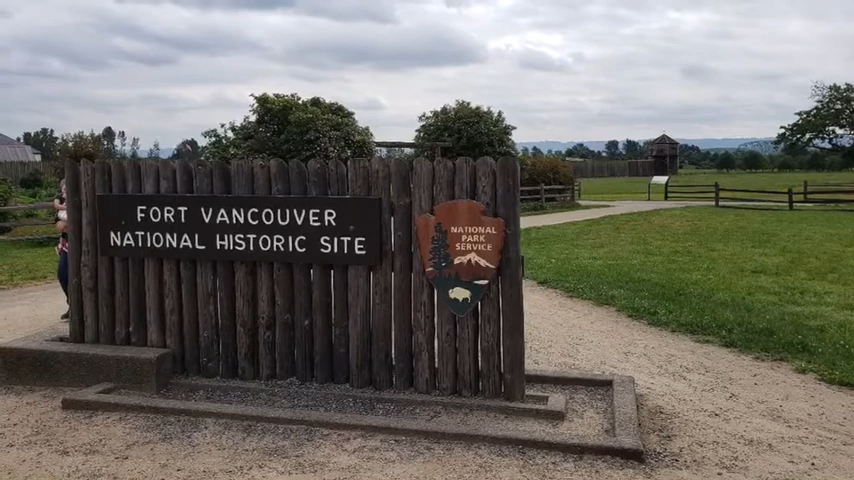 FORT VANCOUVER
NATIONAL HISTORIC SITE
NATIONAL
PARK
SERVICE